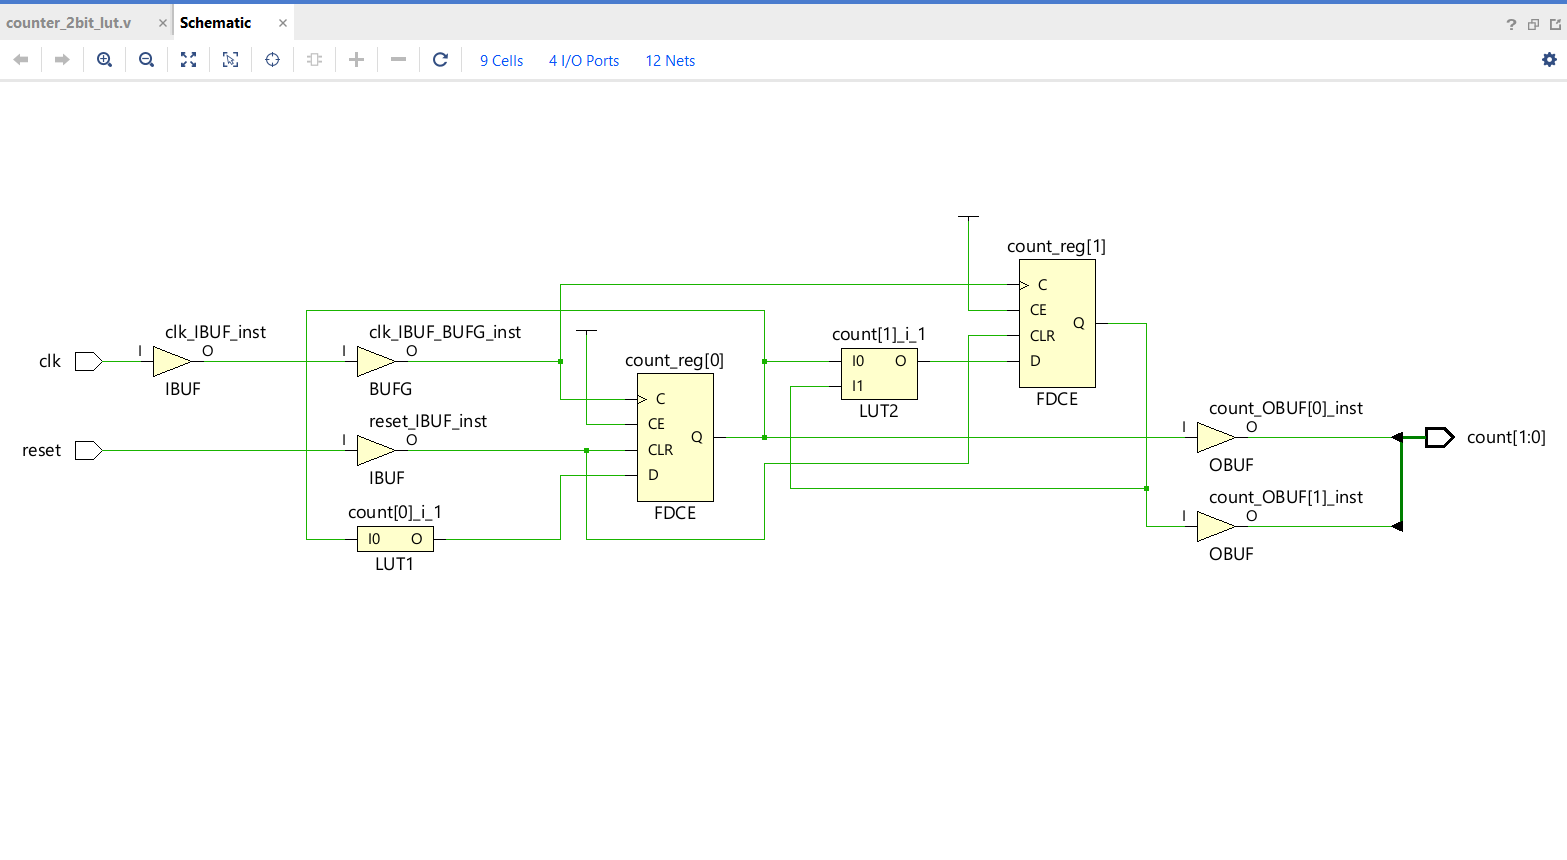 counter_2bit_lut.v × Schematic ×
?
9 Cells 4 I/O Ports 12 Nets
count_reg[1]
C
CE
CLR
D
Q
FDCE
clk
I
clk_IBUF_inst
O
IBUF
I
clk_IBUF_BUFG_inst
O
BUFG
count_reg[0]
C
CE
CLR
D
Q
FDCE
count[1]_i_1
I0 O
I1
LUT2
reset
I
reset_IBUF_inst
O
IBUF
count[0]_i_1
I0 O
LUT1
count_OBUF[0]_inst
I
O
OBUF
count[1:0]
count_OBUF[1]_inst
I
O
OBUF